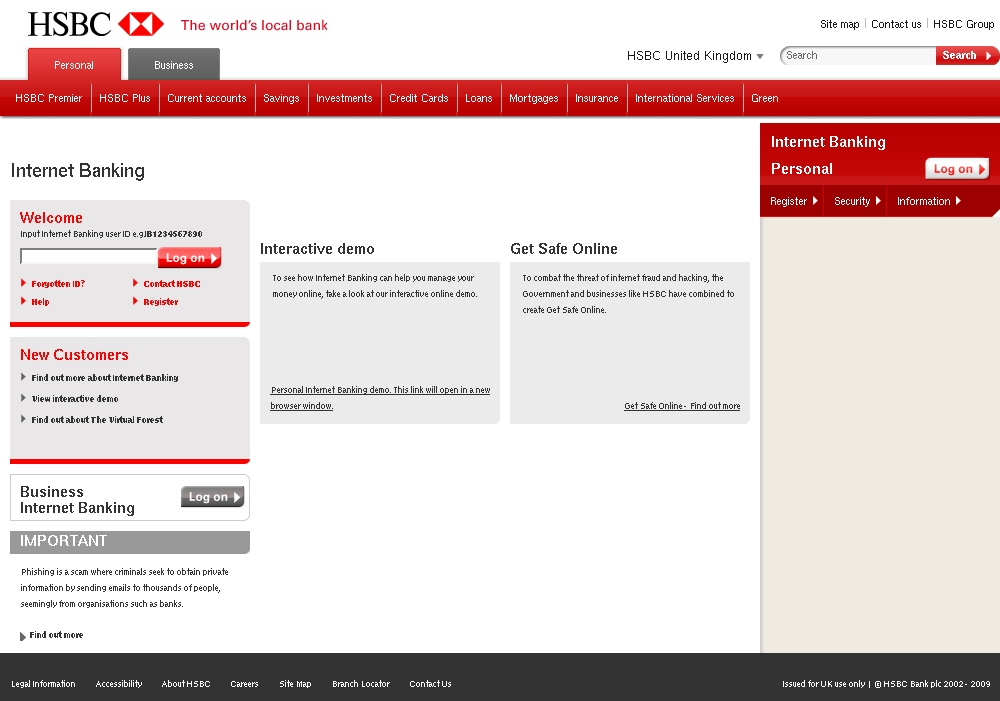 HSBC The world's local bank
Site map Contact us HSBC Group
Personal Business
HSBC United Kingdom Search Search
HSBC Premier HSBC Plus Current accounts Savings Investments Credit Cards Loans Mortgages Insurance International Services Green
Internet Banking
Personal Log on
Register Security Information
Internet Banking
Welcome
Input Internet Banking user ID e.g.IB1234567890
Log on
Forgotten ID? Contact HSBC
Help Register
New Customers
Find out more about Internet Banking
View interactive demo
Find out about The Virtual Forest
Business
Internet Banking
Log on
IMPORTANT
Phishing is a scam where criminals seek to obtain private
information by sending emails to thousands of people,
seemingly from organisations such as banks.
Find out more
Interactive demo
To see how Internet Banking can help you manage your
money online, take a look at our interactive online demo.
Personal Internet Banking demo. This link will open in a new
browser window.
Get Safe Online
To combat the threat of internet fraud and hacking, the
Government and businesses like HSBC have combined to
create Get Safe Online.
Get Safe Online - Find out more
Legal Information Accessibility About HSBC Careers Site Map Branch Locator Contact Us
Issued for UK use only | © HSBC Bank plc 2002 - 2009